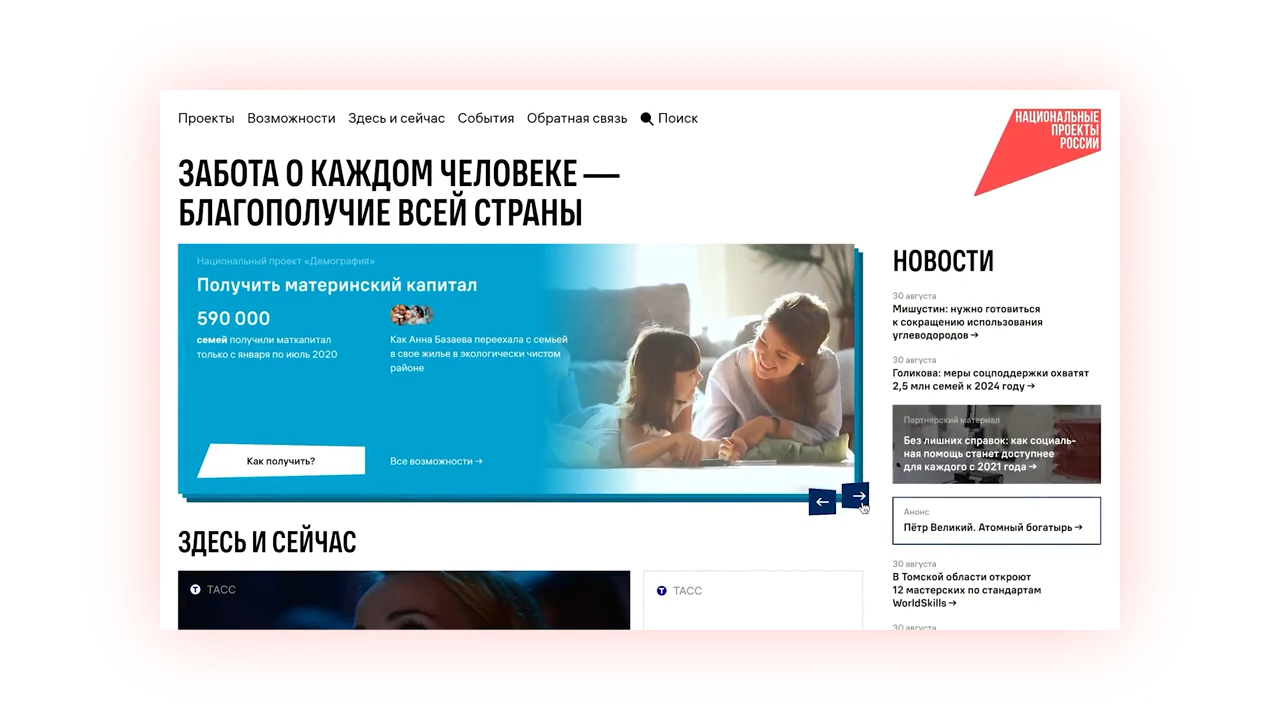 Проекты Возможности Здесь и сейчас События Обратная связь Поиск
НАЦИОНАЛЬНЫЕ
ПРОЕКТЫ
РОССИИ
ЗАБОТА О КАЖДОМ ЧЕЛОВЕКЕ —
БЛАГОПОЛУЧИЕ ВСЕЙ СТРАНЫ
Национальный проект «Демография»
Получить материнский капитал
590 000
семей получили маткапитал
только с января по июль 2020
Как Анна Базаева переехала с семьей
в свое жилье в экологически чистом
районе
Как получить?
Все возможности →
НОВОСТИ
30 августа
Мишустин: нужно готовиться
к сокращению использования
углеводородов →
30 августа
Голикова: меры соцподдержки охватят
2,5 млн семей к 2024 году →
Партнерский материал
Без лишних справок: как социаль-
ная помощь станет доступнее
для каждого с 2021 года →
Анонс
Пётр Великий. Атомный богатырь →
30 августа
В Томской области откроют
12 мастерских по стандартам
WorldSkills →
30 августа
ЗДЕСЬ И СЕЙЧАС
Т ТАСС
Т ТАСС